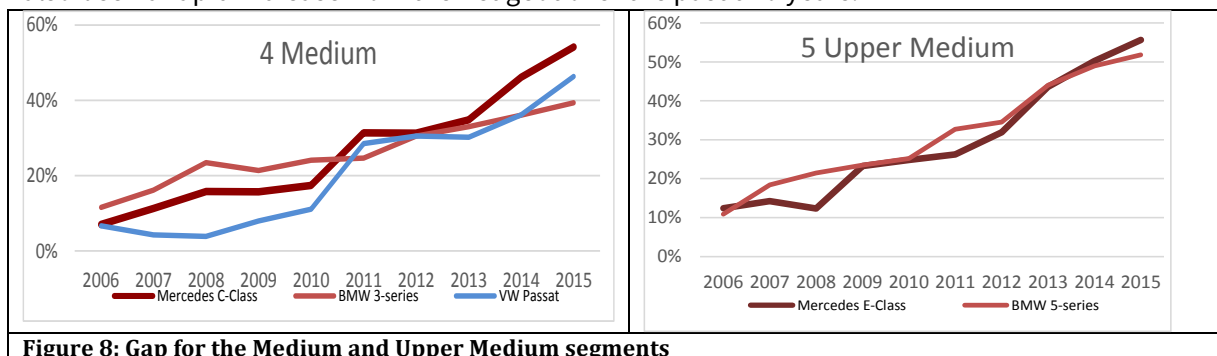 4 Medium
60%
40%
20%
0%
2006 2007 2008 2009 2010 2011 2012 2013 2014 2015
Mercedes C-Class BMW 3-series VW Passat
5 Upper Medium
60%
50%
40%
30%
20%
10%
0%
2006 2007 2008 2009 2010 2011 2012 2013 2014 2015
Mercedes E-Class BMW 5-series
Figure 8: Gap for the Medium and Upper Medium segments